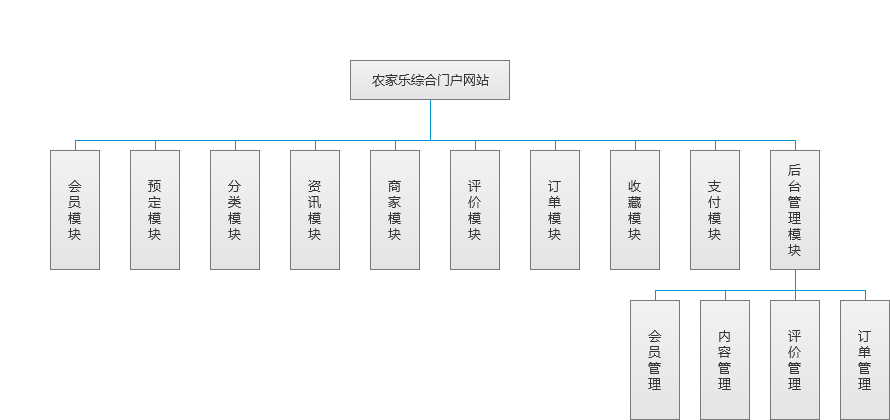 农家乐综合门户网站
会员模块
预定模块
分类模块
资讯模块
商家模块
评价模块
订单模块
收藏模块
支付模块
后台管理模块
会员管理
内容管理
评价管理
订单管理